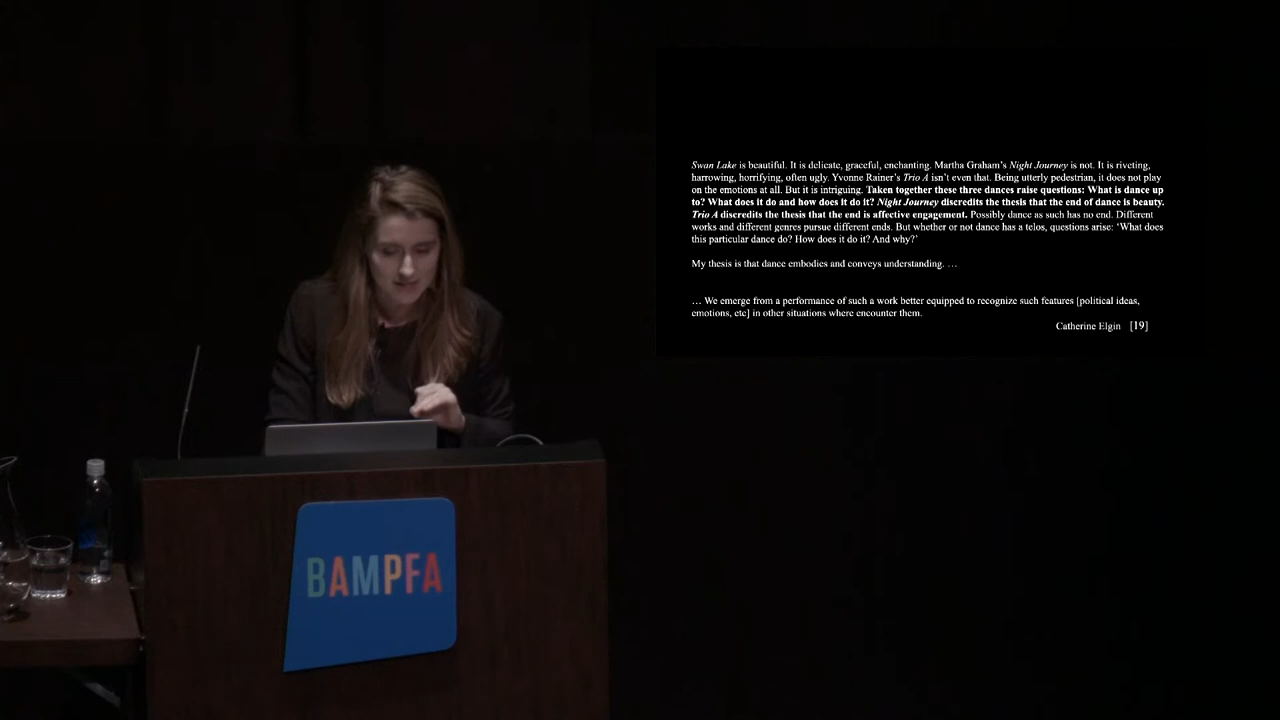 Swan Lake is beautiful. It is delicate, graceful, enchanting. Martha Graham's Night Journey is not. It is riveting,
harrowing, horrifying, often ugly. Yvonne Rainer's Trio A isn't even that. Being utterly pedestrian, it does not play
on the emotions at all. But it is intriguing. Taken together these three dances raise questions: What is dance up
to? What does it do and how does it do it? Night Journey discredits the thesis that the end of dance is beauty.
Trio A discredits the thesis that the end is affective engagement. Possibly dance as such has no end. Different
works and different genres pursue different ends. But whether or not dance has a telos, questions arise: 'What does
this particular dance do? How does it do it? And why?'
My thesis is that dance embodies and conveys understanding. …
… We emerge from a performance of such a work better equipped to recognize such features [political ideas,
emotions, etc] in other situations where encounter them.
Catherine Elgin [19]
BAMPFA